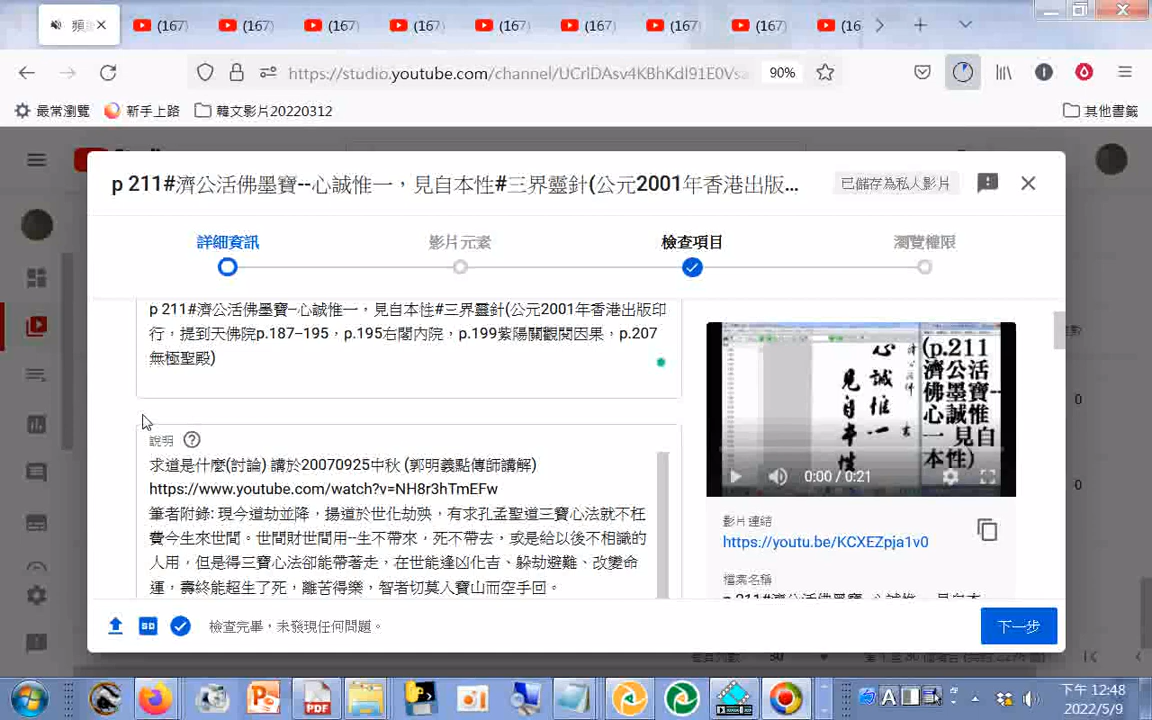 頻
(167
(167
(167
(167
(167
(167
(167
(167
(16
https://studio.youtube.com/channel/UCrlDAsv4KBhKdl91E0Vsa
90%
最常瀏覽
新手上路
韓文影片20220312
其他書籤
p 211#濟公活佛墨寶--心誠惟一，見自本性#三界靈針(公元2001年香港出版...
已儲存為私人影片
詳細資訊
影片元素
檢查項目
瀏覽權限
p 211#濟公活佛墨寶--心誠惟一，見自本性#三界靈針(公元2001年香港出版印
行，提到天佛院p.187--195，p.195右閣內院，p.199紫陽關觀閱因果，p.207
無極聖殿)
說明
求道是什麼(討論) 講於20070925中秋 (郭明義點傳師講解)
https://www.youtube.com/watch?v=NH8r3hTmEFw
筆者附錄: 現今道劫並降，揚道於世化劫殃，有求孔孟聖道三寶心法就不枉
費今生來世間。世間財世間用--生不帶來，死不帶去，或是給以後不相識的
人用，但是得三寶心法卻能帶著走，在世能逢凶化吉、躲劫避難、改變命
運，壽終能超生了死，離苦得樂，智者切莫入寶山而空手回。
心誠惟一
見自本性
(p.211
濟公活
佛墨寶--
心誠惟
一 見自
本性)
0:00 / 0:21
影片連結
https://youtu.be/KCXEZpja1v0
檔案名稱
檢查完畢，未發現任何問題。
下一步
下午 12:48
2022/5/9